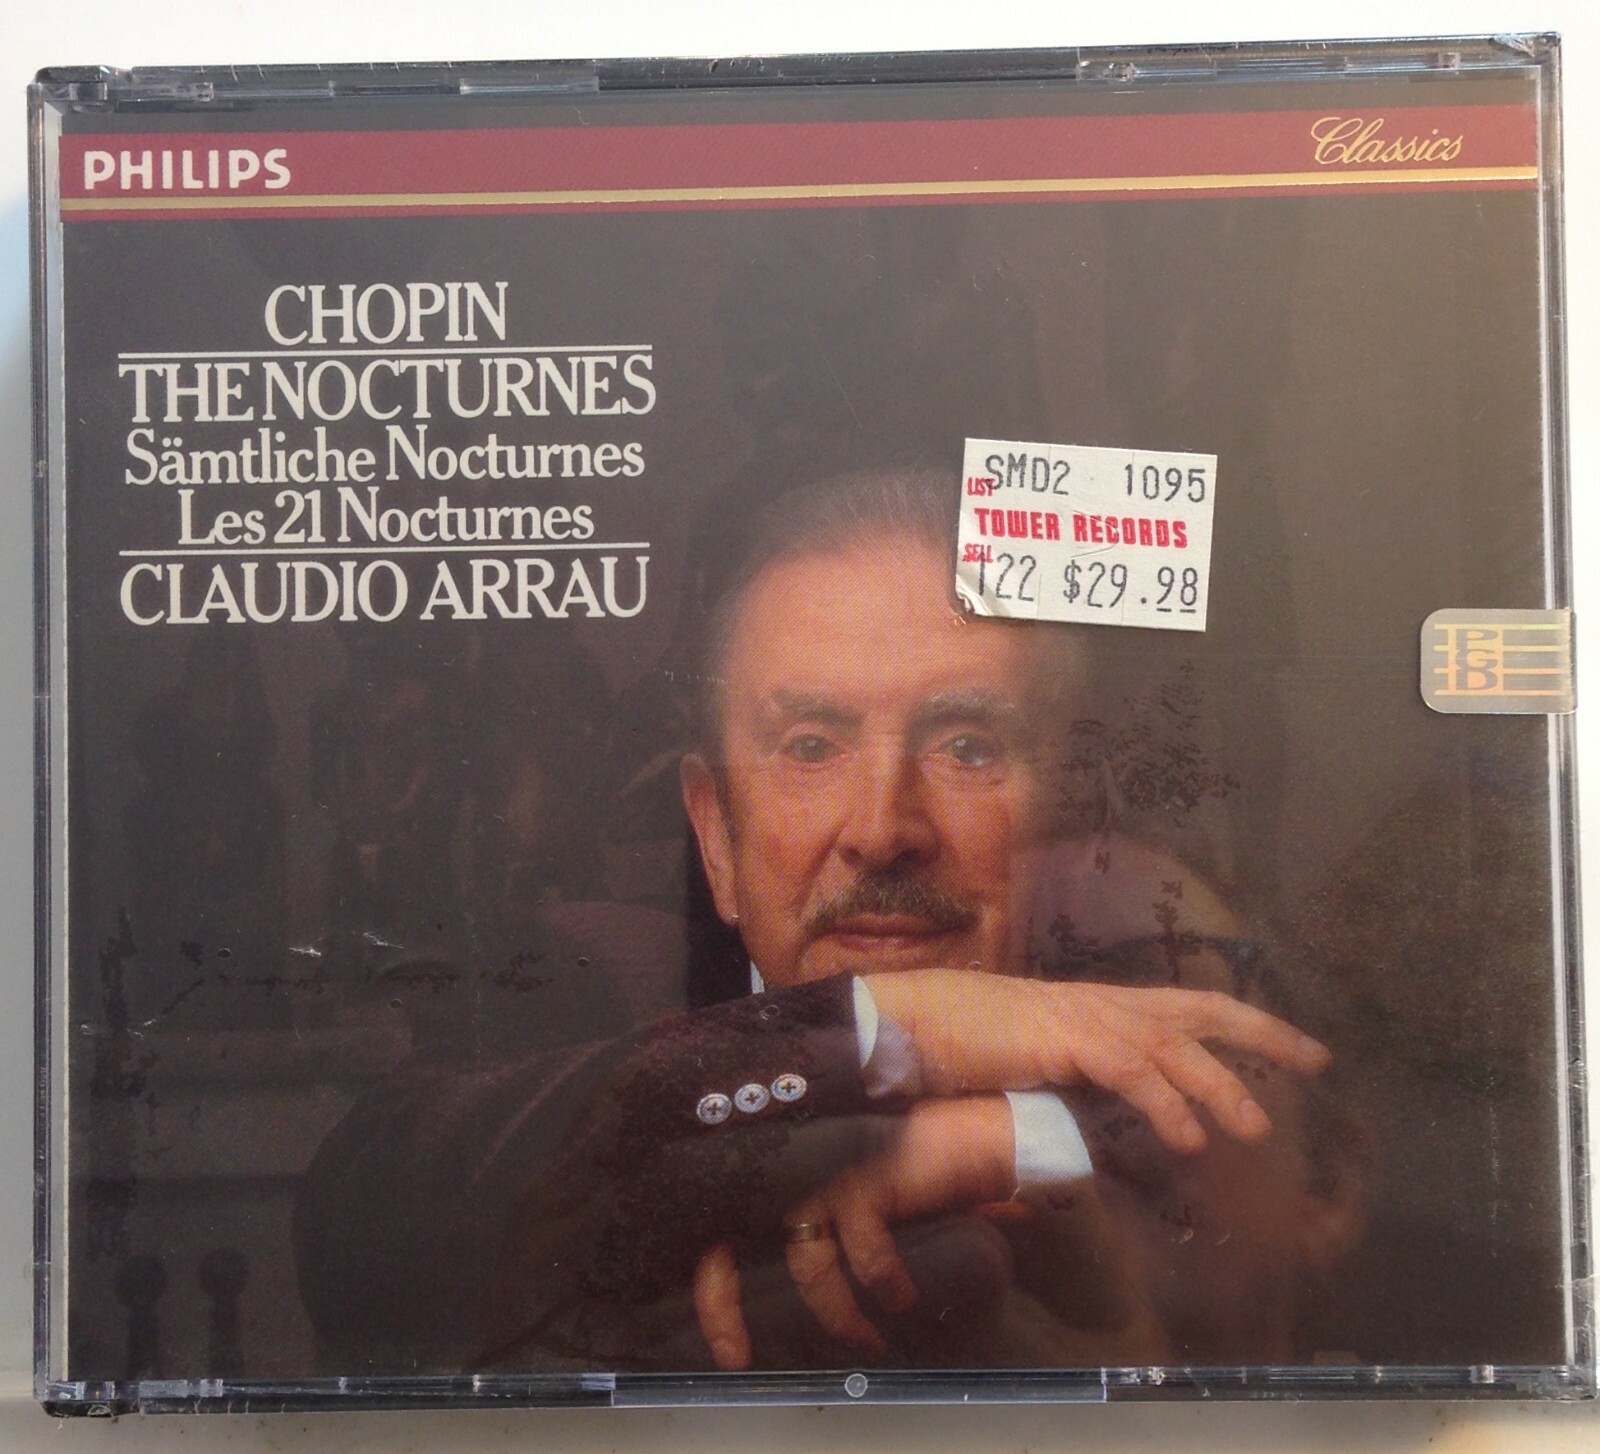 PHILIPS
Classics
CHOPIN
THE NOCTURNES
Sämtliche Nocturnes
Les 21 Nocturnes
CLAUDIO ARRAU
LIST SMD2 1095
TOWER RECORDS
SELL 122 $29.98
PGD